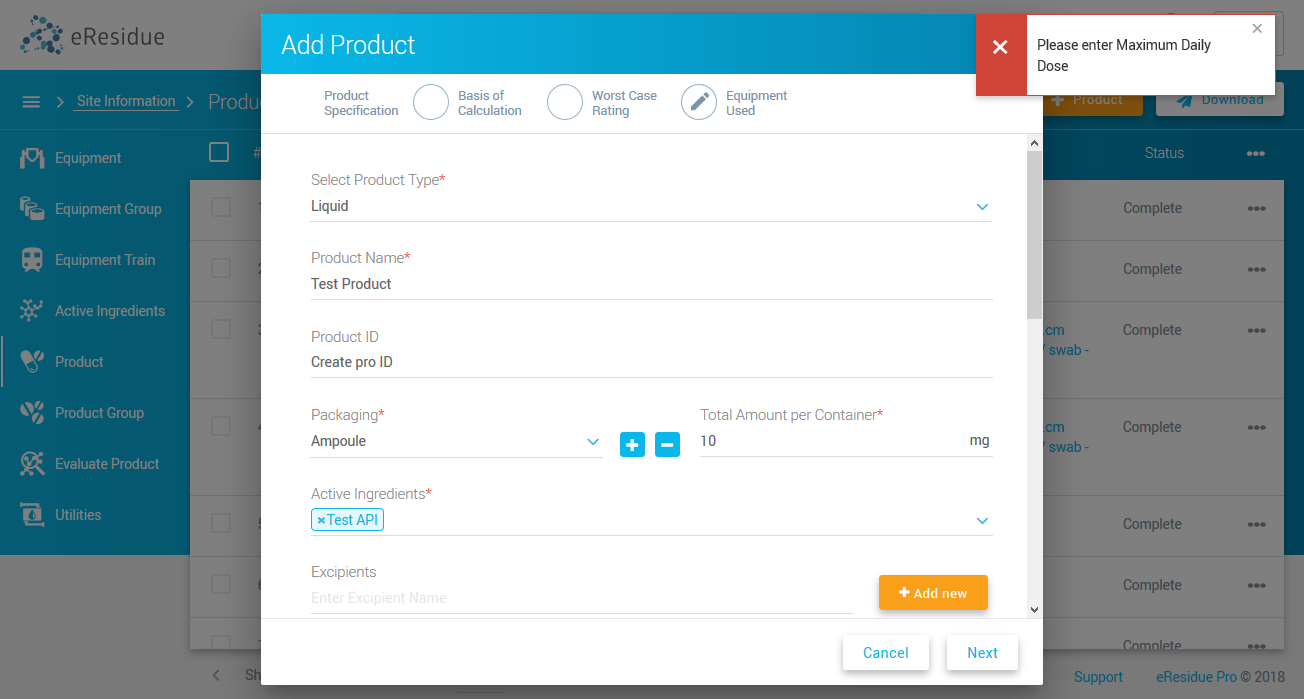 eResidue
Add Product
Please enter Maximum Daily
Dose
Site Information
Product
Download
Product
Specification
Basis of
Calculation
Worst Case
Rating
Equipment
Used
#
Status
Equipment
Equipment Group
Equipment Train
Active Ingredients
Product
Product Group
Evaluate Product
Utilities
Select Product Type*
Liquid
Product Name*
Test Product
Product ID
Create pro ID
Packaging*
Ampoule
Total Amount per Container*
10
mg
Active Ingredients*
×Test API
Excipients
Enter Excipient Name
Add new
Cancel
Next
Complete
Complete
.cm
/ swab -
Complete
.cm
/ swab -
Complete
Complete
Complete
Complete
Support
eResidue Pro © 2018